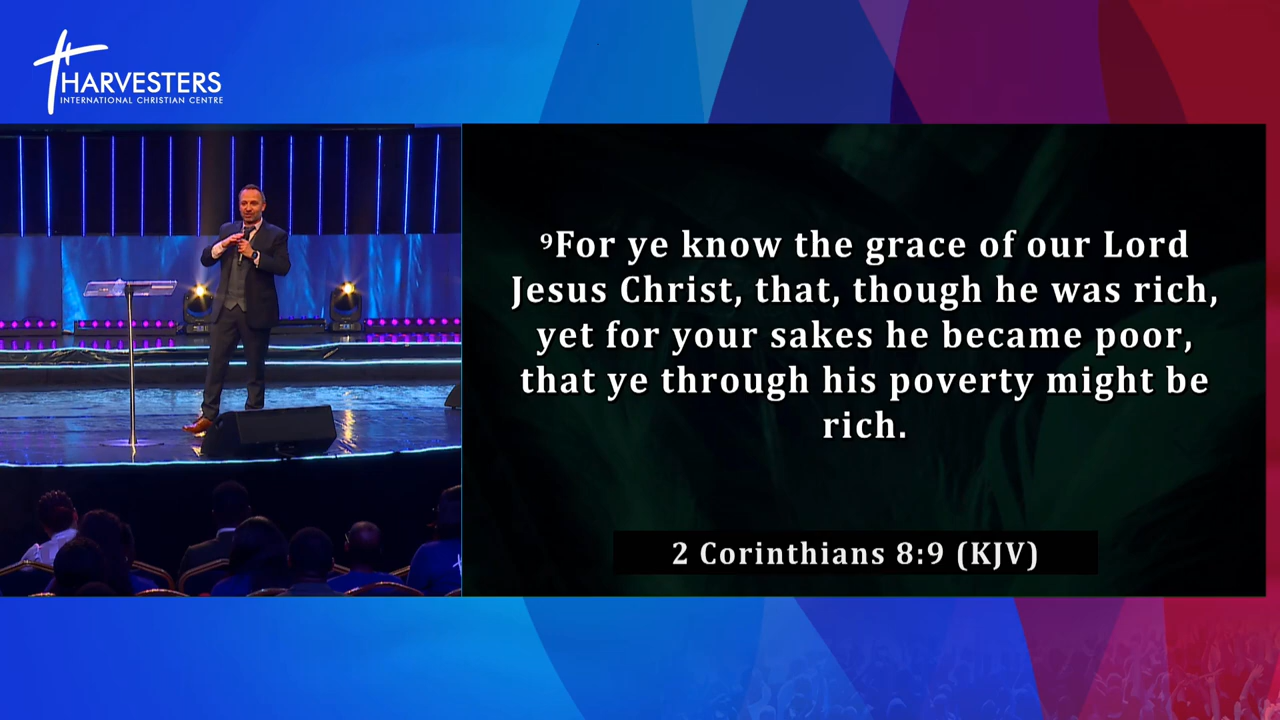 HARVESTERS
INTERNATIONAL CHRISTIAN CENTRE
⁹For ye know the grace of our Lord
Jesus Christ, that, though he was rich,
yet for your sakes he became poor,
that ye through his poverty might be
rich.
2 Corinthians 8:9 (KJV)